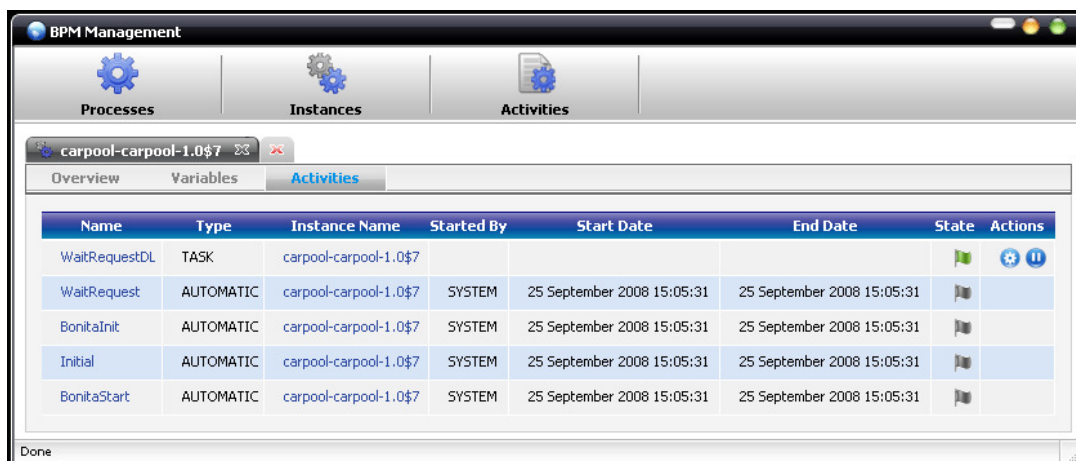 BPM Management
Processes Instances Activities
carpool-carpool-1.0$7
Overview Variables Activities
Name Type Instance Name Started By Start Date End Date State Actions
WaitRequestDL TASK carpool-carpool-1.0$7
WaitRequest AUTOMATIC carpool-carpool-1.0$7 SYSTEM 25 September 2008 15:05:31 25 September 2008 15:05:31
BonitaInit AUTOMATIC carpool-carpool-1.0$7 SYSTEM 25 September 2008 15:05:31 25 September 2008 15:05:31
Initial AUTOMATIC carpool-carpool-1.0$7 SYSTEM 25 September 2008 15:05:31 25 September 2008 15:05:31
BonitaStart AUTOMATIC carpool-carpool-1.0$7 SYSTEM 25 September 2008 15:05:31 25 September 2008 15:05:31
Done